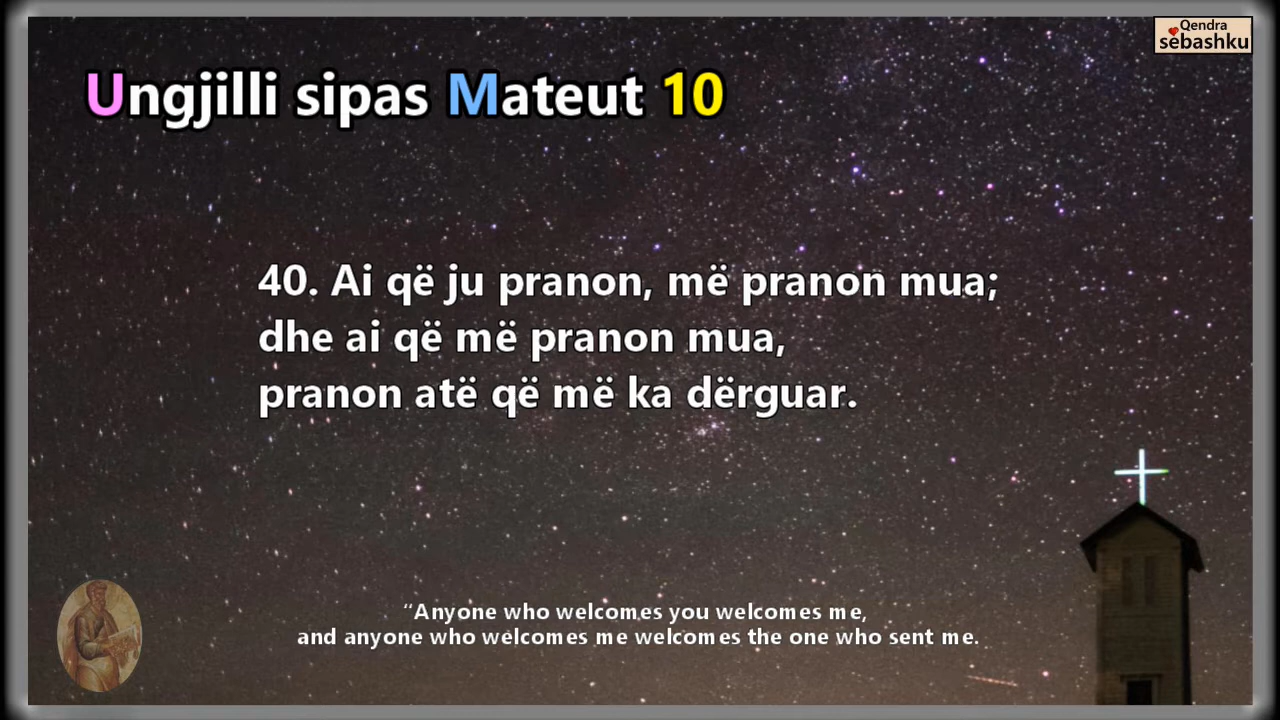 Qendra
sebashku
Ungjilli sipas Mateut 10
40. Ai që ju pranon, më pranon mua;
dhe ai që më pranon mua,
pranon atë që më ka dërguar.
“Anyone who welcomes you welcomes me,
and anyone who welcomes me welcomes the one who sent me.